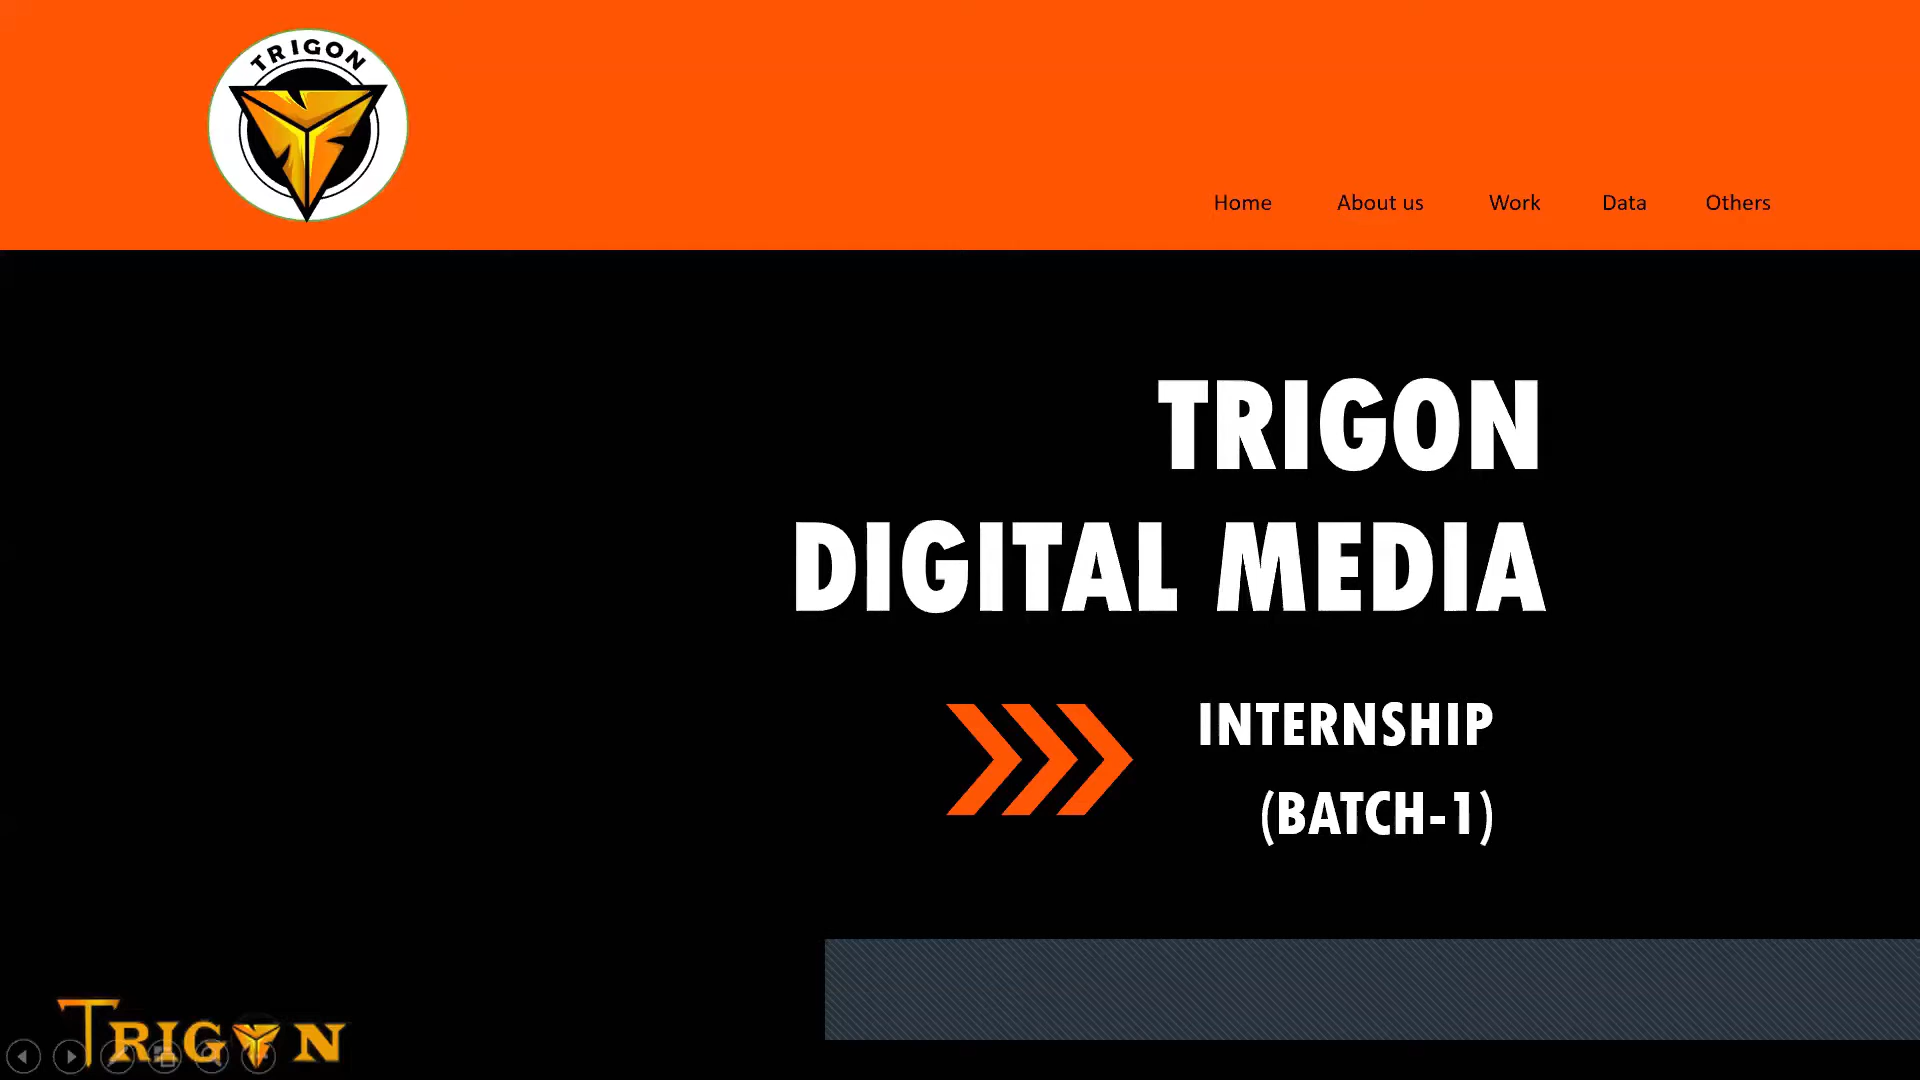 TRIGON
Home About us Work Data Others
TRIGON
DIGITAL MEDIA
INTERNSHIP
(BATCH-1)
TRIGON